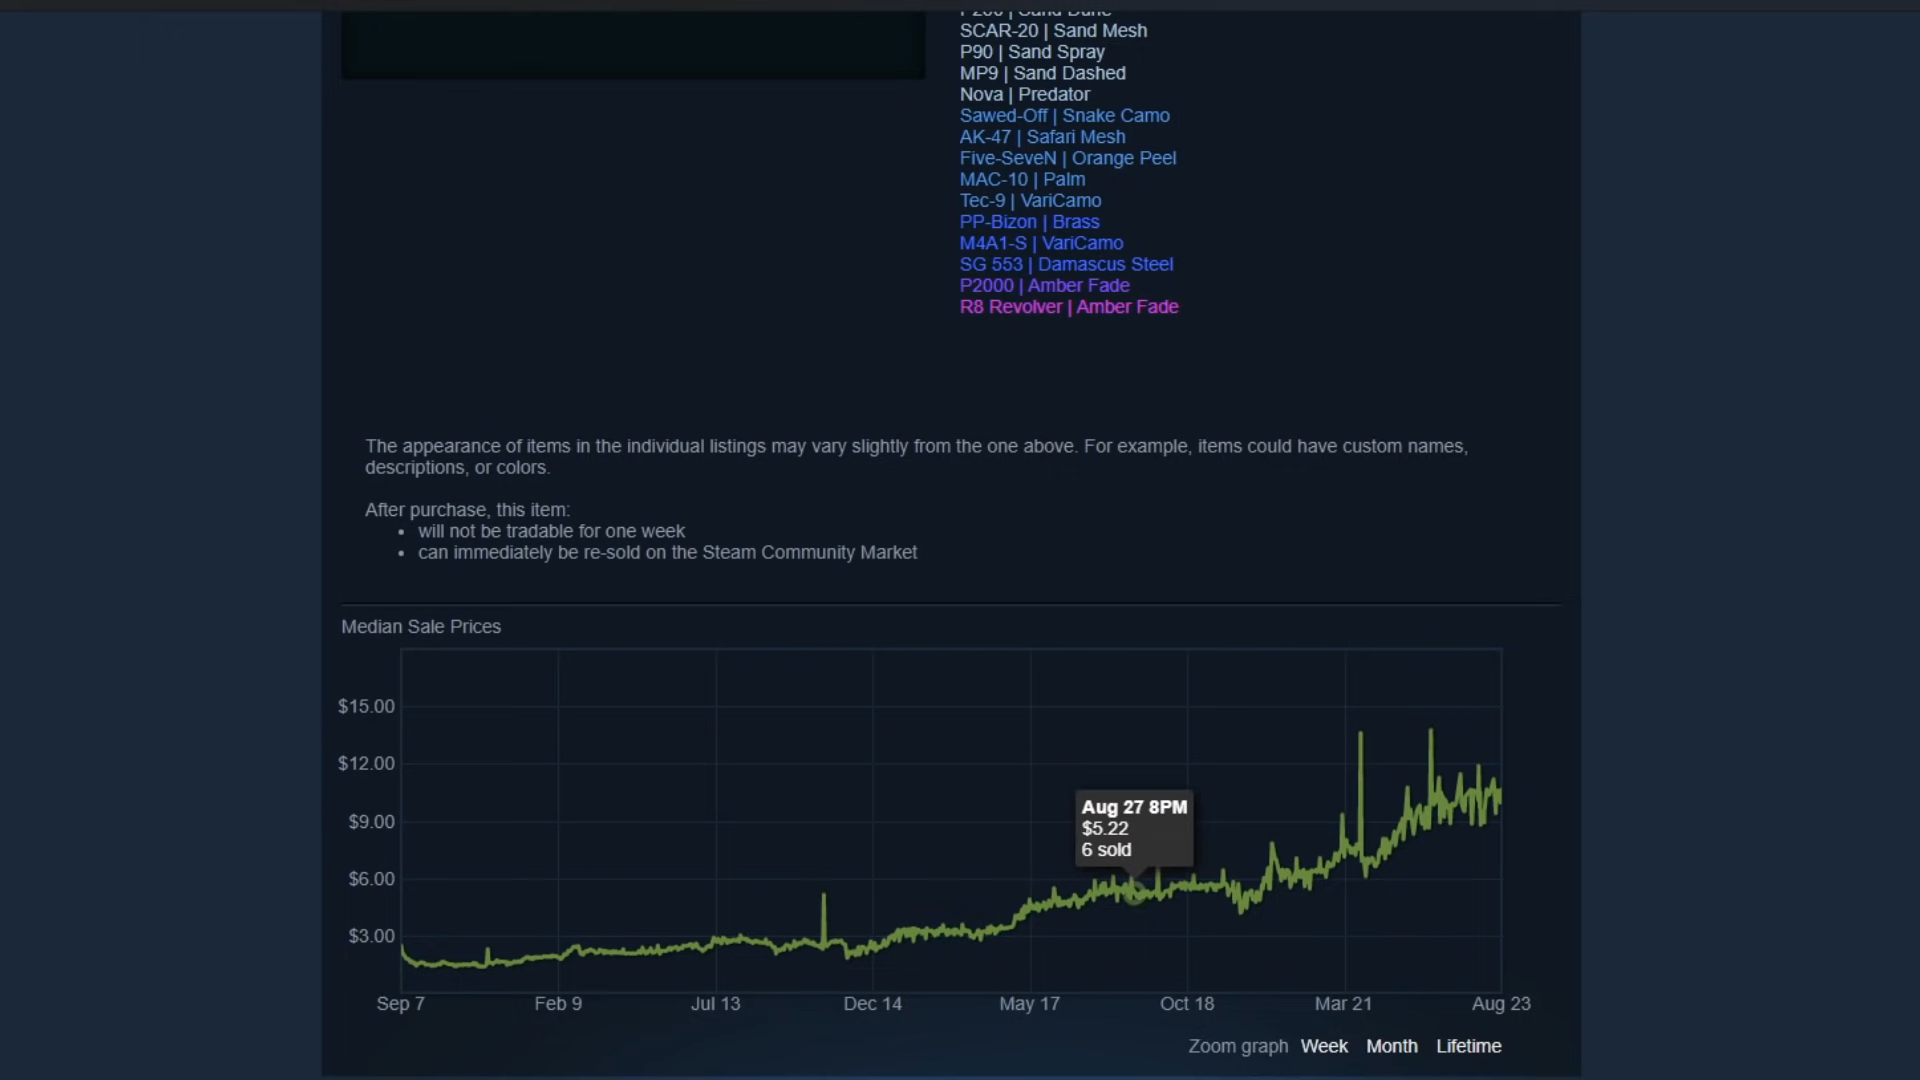 SCAR-20 | Sand Mesh
P90 | Sand Spray
MP9 | Sand Dashed
Nova | Predator
Sawed-Off | Snake Camo
AK-47 | Safari Mesh
Five-SeveN | Orange Peel
MAC-10 | Palm
Tec-9 | VariCamo
PP-Bizon | Brass
M4A1-S | VariCamo
SG 553 | Damascus Steel
P2000 | Amber Fade
R8 Revolver | Amber Fade
The appearance of items in the individual listings may vary slightly from the one above. For example, items could have custom names,
descriptions, or colors.
After purchase, this item:
• will not be tradable for one week
• can immediately be re-sold on the Steam Community Market
Median Sale Prices
$15.00
$12.00
Aug 27 8PM
$5.22
6 sold
$9.00
$6.00
$3.00
Sep 7 Feb 9 Jul 13 Dec 14 May 17 Oct 18 Mar 21 Aug 23
Zoom graph Week Month Lifetime